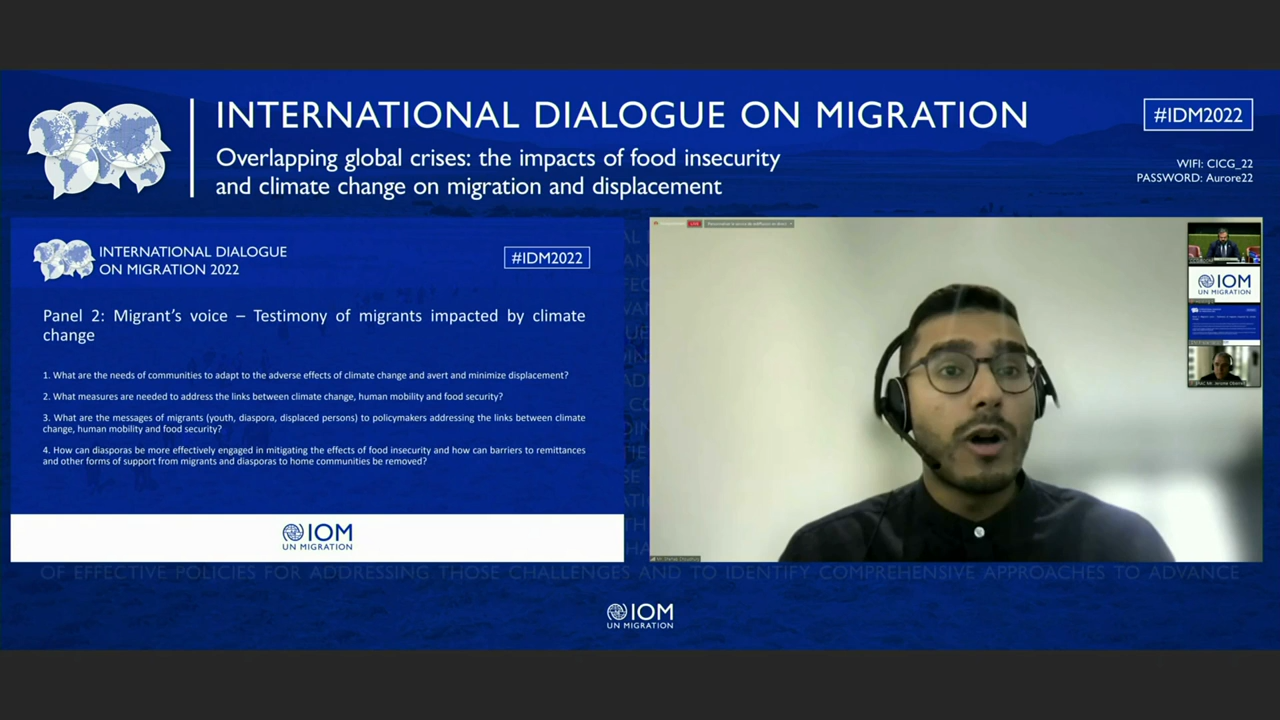 INTERNATIONAL DIALOGUE ON MIGRATION
Overlapping global crises: the impacts of food insecurity
and climate change on migration and displacement
#IDM2022
WIFI: CICG_22
PASSWORD: Aurore22
INTERNATIONAL DIALOGUE
ON MIGRATION 2022
#IDM2022
Panel 2: Migrant's voice – Testimony of migrants impacted by climate
change
1. What are the needs of communities to adapt to the adverse effects of climate change and avert and minimize displacement?
2. What measures are needed to address the links between climate change, human mobility and food security?
3. What are the messages of migrants (youth, diaspora, displaced persons) to policymakers addressing the links between climate
change, human mobility and food security?
4. How can diasporas be more effectively engaged in mitigating the effects of food insecurity and how can barriers to remittances
and other forms of support from migrants and diasporas to home communities be removed?
IOM
UN MIGRATION
LIVE
IOM
UN MIGRATION
OF EFFECTIVE POLICIES FOR ADDRESSING THOSE CHALLENGES AND TO IDENTIFY COMPREHENSIVE APPROACHES TO ADVANCE
IOM
UN MIGRATION